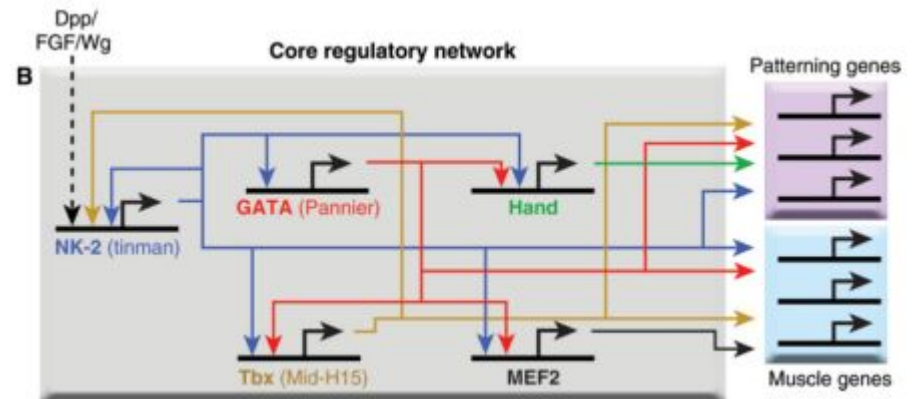 Dpp/
FGF/Wg
Core regulatory network
B
Patterning genes
GATA (Pannier)
Hand
NK-2 (tinman)
Tbx (Mid-H15)
MEF2
Muscle genes